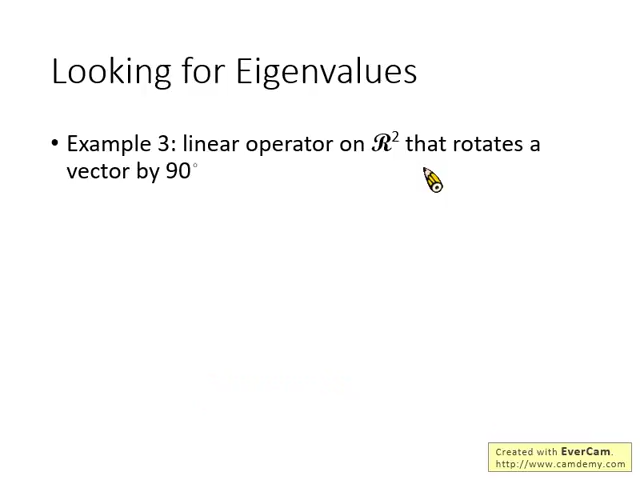 Looking for Eigenvalues
• Example 3: linear operator on ℛ² that rotates a
vector by 90°
Created with EverCam.
http://www.camdemy.com